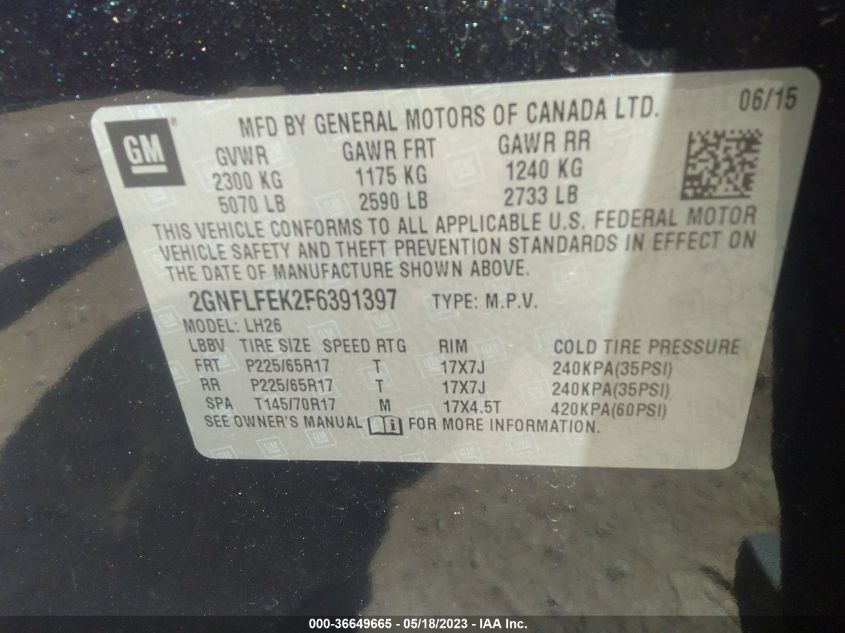 GM ® MFD BY GENERAL MOTORS OF CANADA LTD. 06/15
GVWR GAWR FRT GAWR RR
2300 KG 1175 KG 1240 KG
5070 LB 2590 LB 2733 LB
THIS VEHICLE CONFORMS TO ALL APPLICABLE U.S. FEDERAL MOTOR
VEHICLE SAFETY AND THEFT PREVENTION STANDARDS IN EFFECT ON
THE DATE OF MANUFACTURE SHOWN ABOVE.
2GNFLFEK2F6391397 TYPE: M.P.V.
MODEL: LH26
LBBV TIRE SIZE SPEED RTG RIM COLD TIRE PRESSURE
FRT P225/65R17 T 17X7J 240KPA(35PSI)
RR P225/65R17 T 17X7J 240KPA(35PSI)
SPA T145/70R17 M 17X4.5T 420KPA(60PSI)
SEE OWNER'S MANUAL i FOR MORE INFORMATION.
000-36649665 - 05/18/2023 - IAA Inc.